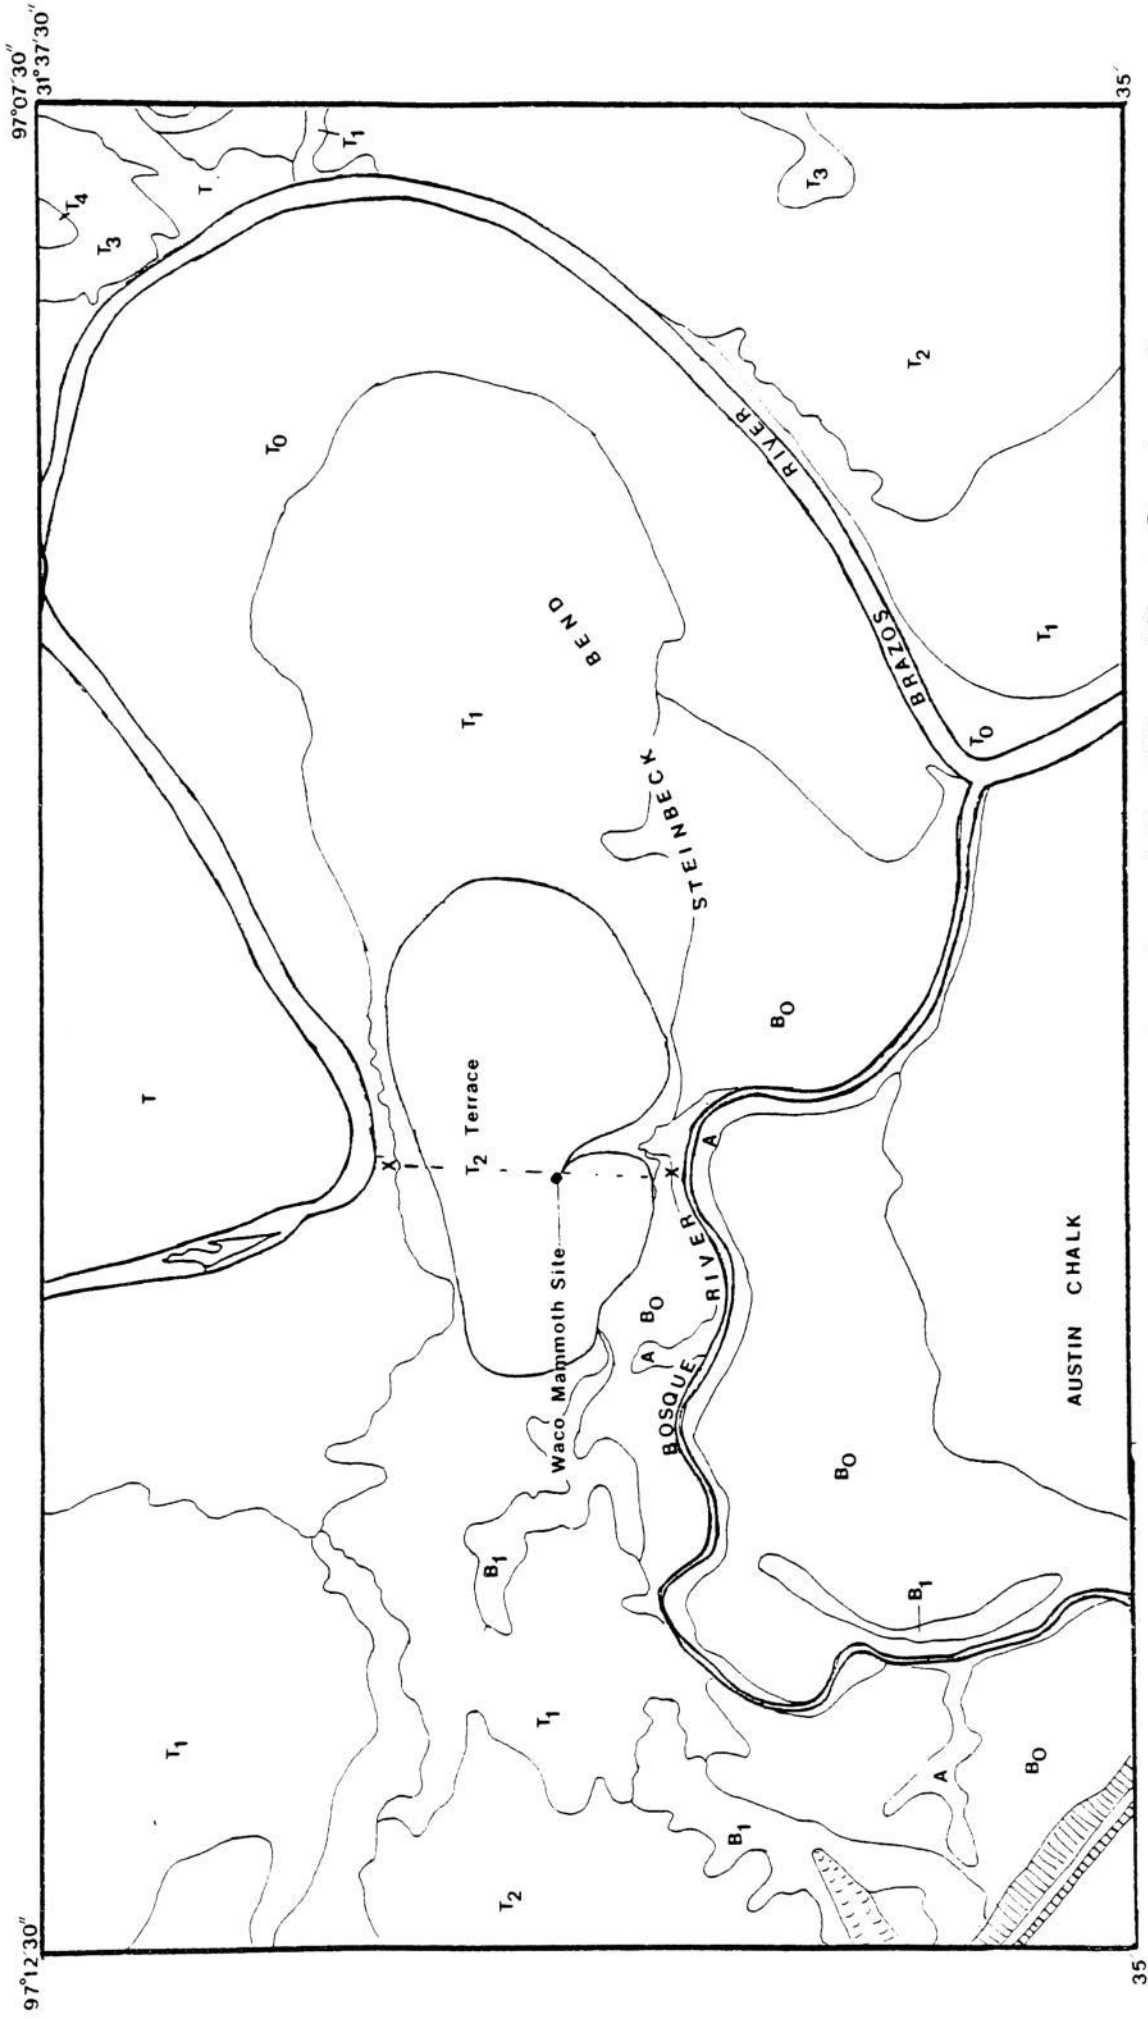 97°12'30"
97°07'30"
31°37'30"
T4
T3
T
T1
T
T0
T1
T1
T2 Terrace
X
T3
T2
Waco Mammoth Site
BEND
STEINBECK
B1
T1
T2
RIVER
BRAZOS
T1
T0
B0
A
X
RIVER
B0
A
BOSQUE
B0
B1
B1
A
B0
AUSTIN CHALK
35'
35